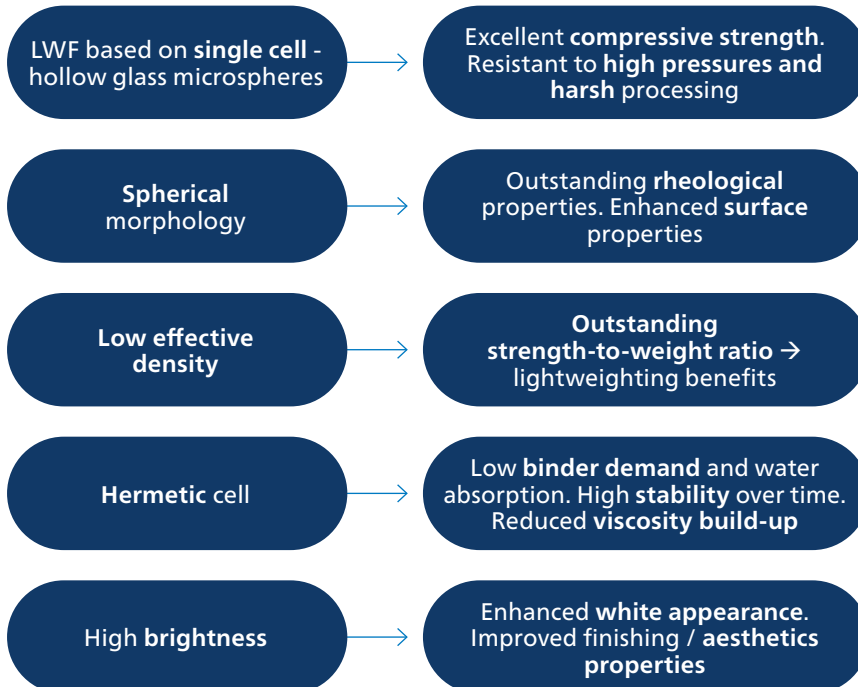 LWF based on single cell -
hollow glass microspheres
Excellent compressive strength.
Resistant to high pressures and
harsh processing
Spherical
morphology
Outstanding rheological
properties. Enhanced surface
properties
Low effective
density
Outstanding
strength-to-weight ratio →
lightweighting benefits
Hermetic cell
Low binder demand and water
absorption. High stability over time.
Reduced viscosity build-up
High brightness
Enhanced white appearance.
Improved finishing / aesthetics
properties